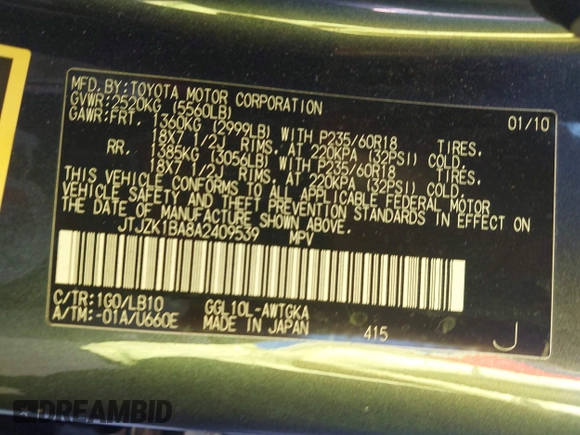 MFD. BY: TOYOTA MOTOR CORPORATION 01/10
GVWR: 2520KG (5560LB)
GAWR: FRT. 1360KG (2999LB) WITH P235/60R18 TIRES,
18X7 1/2J RTIMS. AT 220KPA (32PSI) COLD.
RR. 1385KG (3056LB) WITH P235/60R18 TIRES,
18X7 1/2J RTIMS. AT 220KPA (32PSI) COLD.
THIS VEHICLE CONFORMS TO ALL APPLICABLE FEDERAL MOTOR
VEHICLE SAFETY AND THEFT PREVENTION STANDARDS IN EFFECT ON
THE DATE OF MANUFACTURE SHOWN ABOVE.
JTJZK1BA8A2409539 MPV
C/TR: 1G0/LB10 GGL10L-AWTGKA
A/TM: -01A/U660E MADE IN JAPAN 415 J
DREAMBID